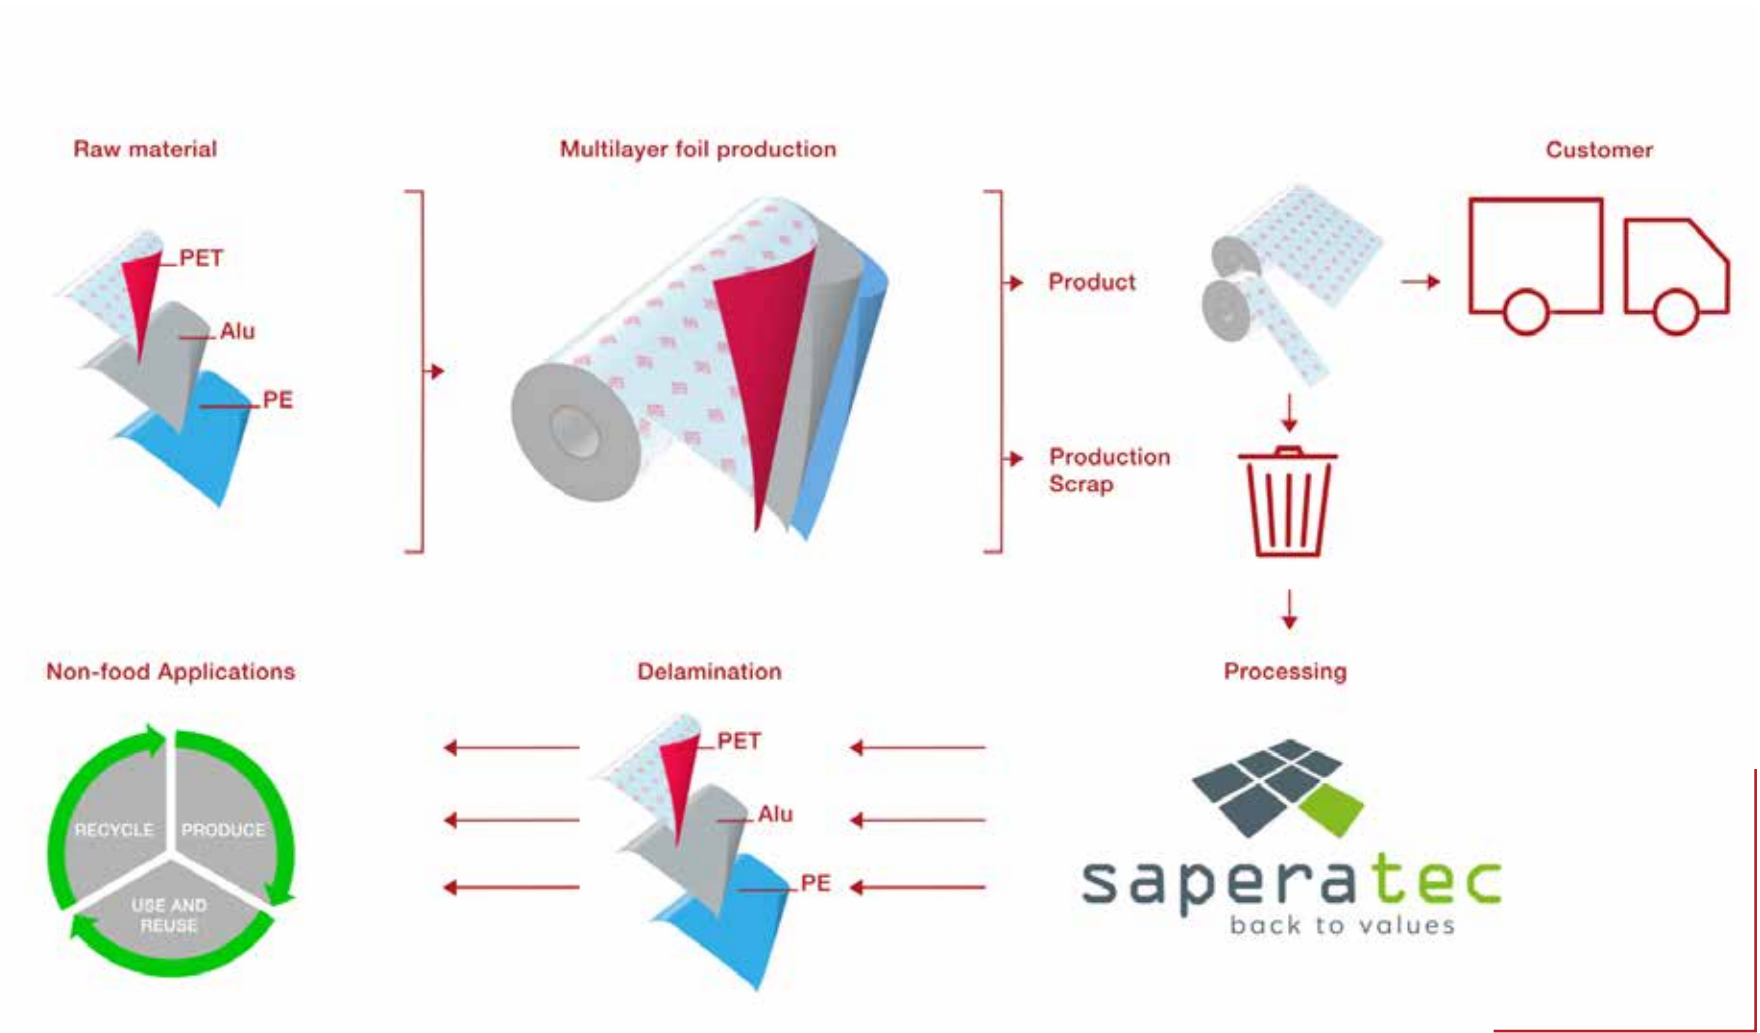 Raw material
Multilayer foil production
Customer
PET
Alu
PE
Product
Production
Scrap
Non-food Applications
Delamination
Processing
RECYCLE
PRODUCE
USE AND
REUSE
PET
Alu
PE
saperatec
back to values